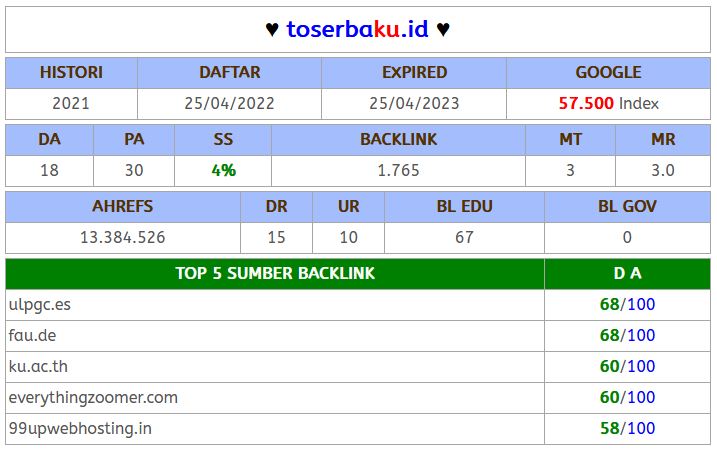 ♥ toserbaku.id ♥
HISTORI DAFTAR EXPIRED GOOGLE
2021 25/04/2022 25/04/2023 57.500 Index
DA PA SS BACKLINK MT MR
18 30 4% 1.765 3 3.0
AHREFS DR UR BL EDU BL GOV
13.384.526 15 10 67 0
TOP 5 SUMBER BACKLINK D A
ulpgc.es 68/100
fau.de 68/100
ku.ac.th 60/100
everythingzoomer.com 60/100
99upwebhosting.in 58/100